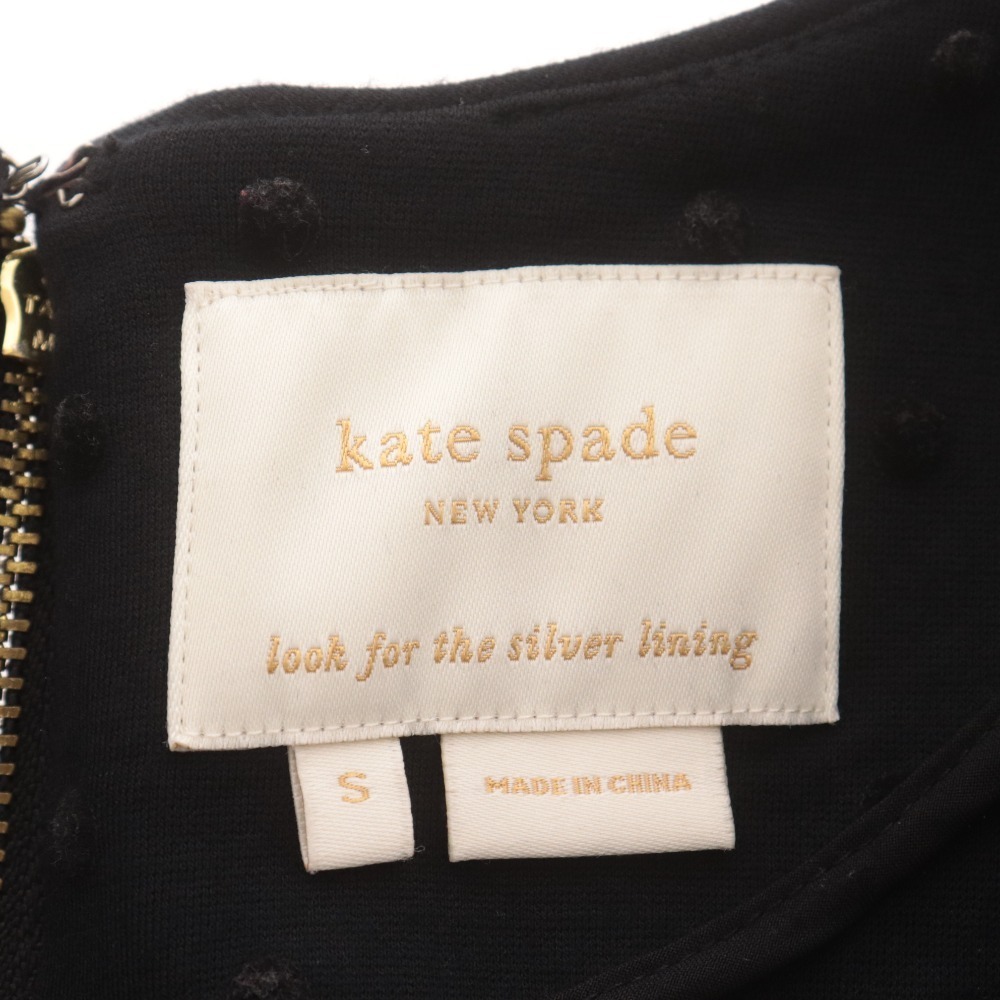 kate spade
NEW YORK
look for the silver lining
S
MADE IN CHINA